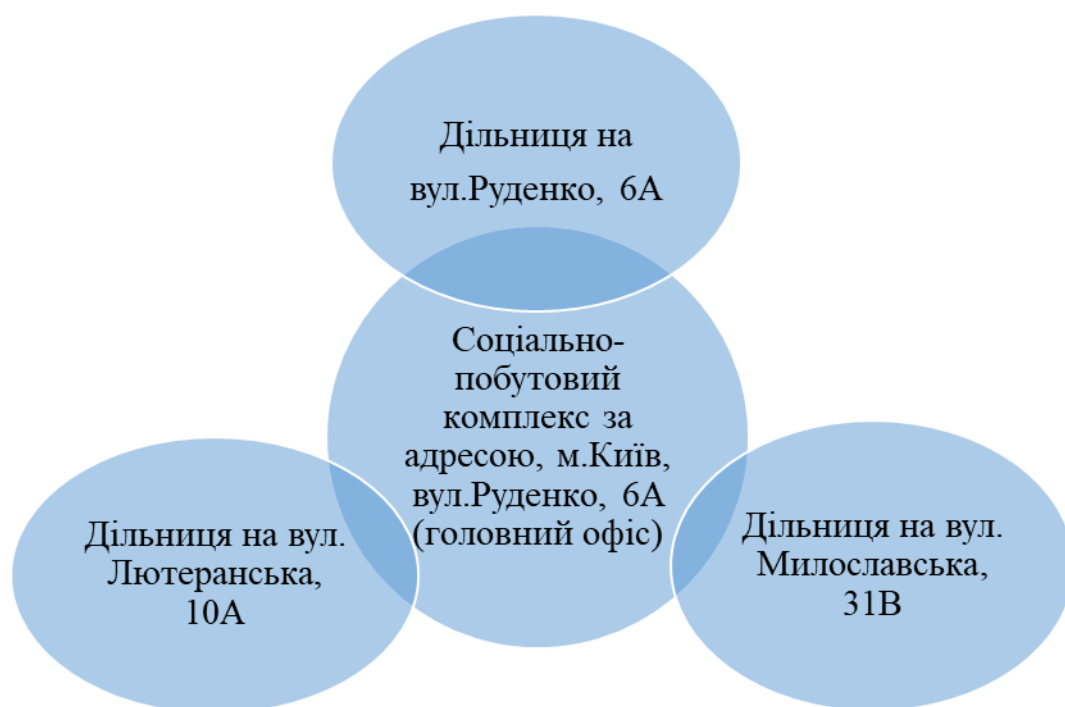 Дільниця на
вул.Руденко, 6А
Соціально-
побутовий
комплекс за
адресою, м.Київ,
вул.Руденко, 6А
(головний офіс)
Дільниця на вул.
Лютеранська,
10А
Дільниця на вул.
Милославська,
31В